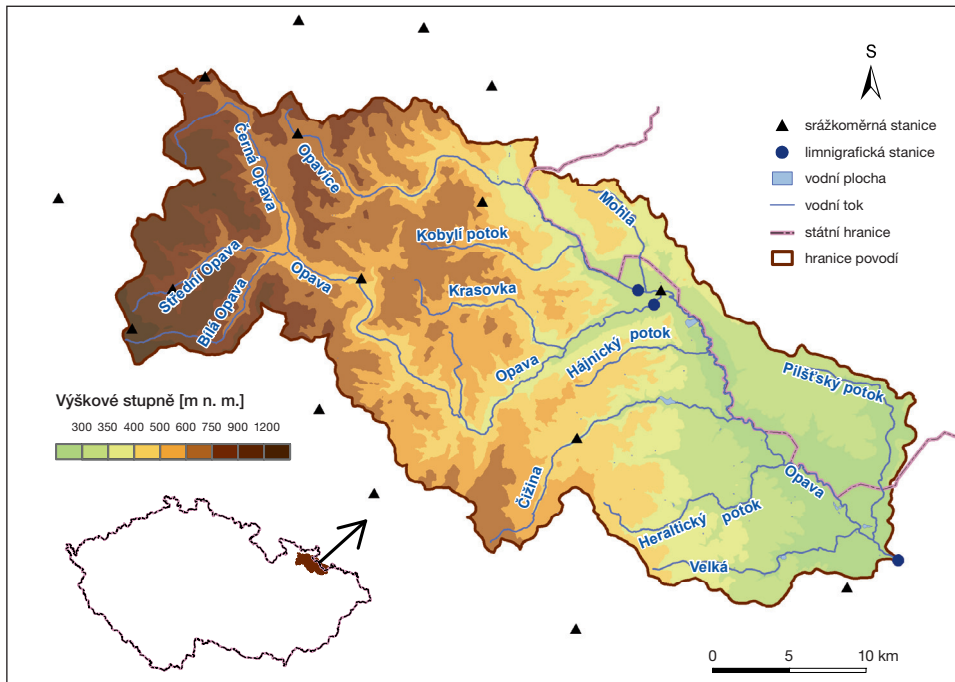 S
srážkoměrná stanice
limnigrafická stanice
vodní plocha
vodní tok
státní hranice
hranice povodí
Černá Opava
Opavice
Mohla
Kobylí potok
Střední Opava
Opava
Bílá Opava
Krasovka
Opava
Hájnický potok
Pilšťský potok
Výškové stupně [m n. m.]
300 350 400 500 600 750 900 1200
Čižina
Opava
Heraltický potok
Velká
0 5 10 km